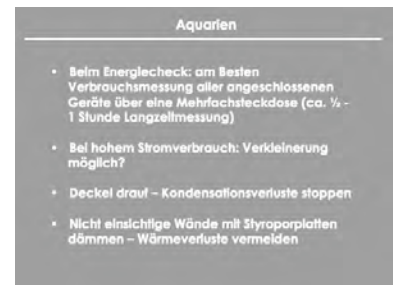 Aquarien
• Beim Energiecheck: am Besten
Verbrauchsmessung aller angeschlossenen
Geräte über eine Mehrfachsteckdose (ca. ½ -
1 Stunde Langzeitmessung)
• Bei hohem Stromverbrauch: Verkleinerung
möglich?
• Deckel drauf – Kondensationsverluste stoppen
• Nicht einsichtige Wände mit Styroporplatten
dämmen – Wärmeverluste vermeiden